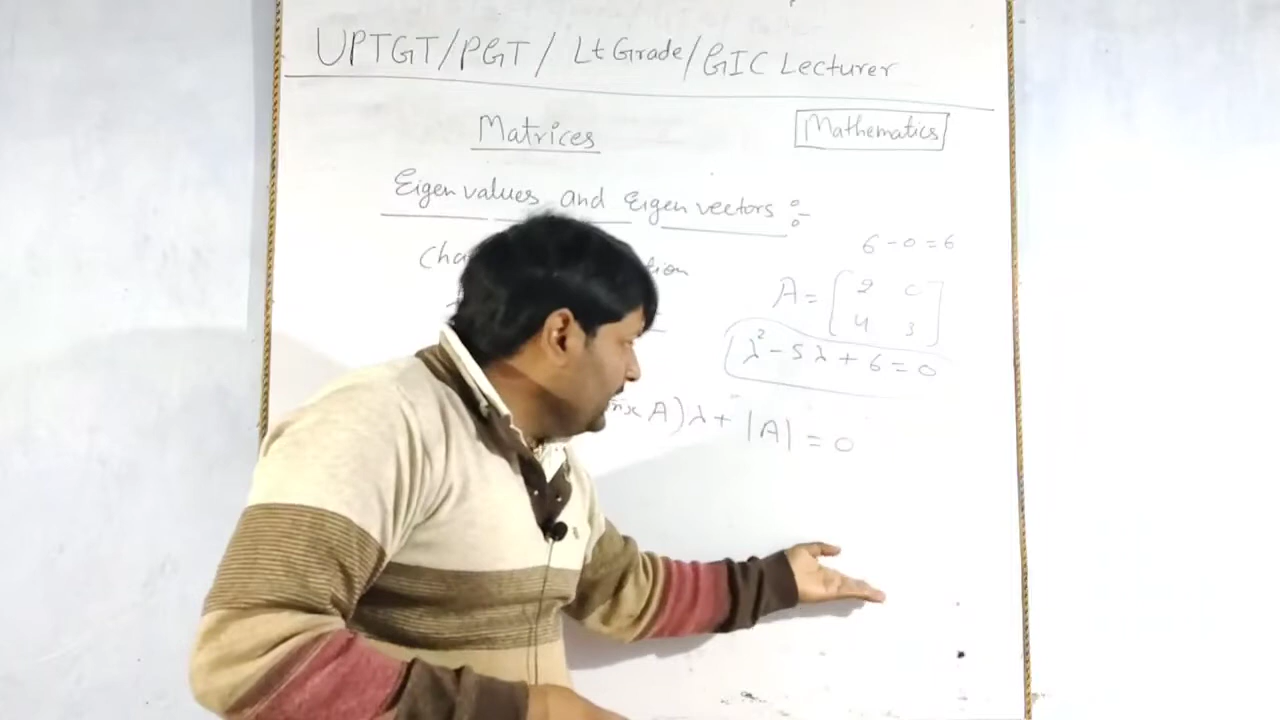 UPTGT/PGT/ Lt Grade/GIC Lecturer
Matrices
Mathematics
Eigen values and Eigen vectors :-
6 - 0 = 6
A = [2 0
4 3]
λ² - 5λ + 6 = 0
A)λ + |A| = 0